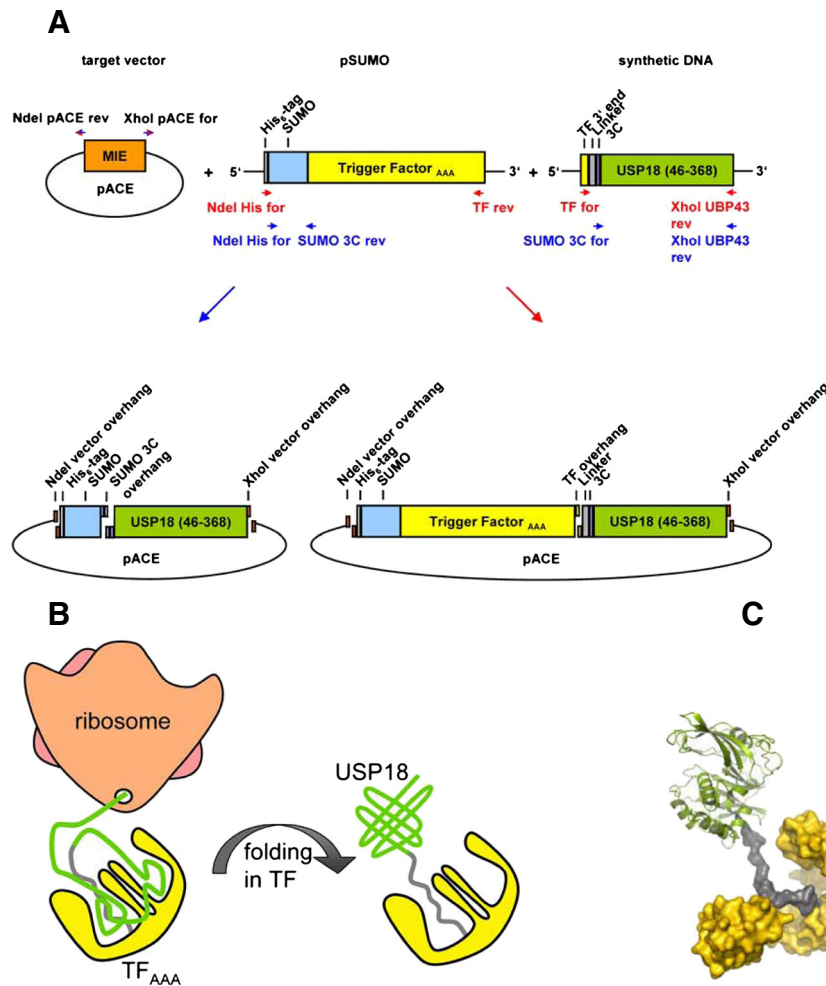 A
target vector
pSUMO
synthetic DNA
NdeI pACE rev
XhoI pACE for
MIE
pACE
+
5‘
His6-tag
SUMO
Trigger Factor AAA
3‘
+
5‘
TF 3‘ end
Linker
3C
USP18 (46-368)
3‘
NdeI His for
TF rev
TF for
XhoI UBP43
rev
NdeI His for
SUMO 3C rev
SUMO 3C for
XhoI UBP43
rev
NdeI vector overhang
His6-tag
SUMO
SUMO 3C
overhang
XhoI vector overhang
USP18 (46-368)
pACE
NdeI vector overhang
His6-tag
SUMO
Trigger Factor AAA
TF overhang
Linker
3C
XhoI vector overhang
USP18 (46-368)
pACE
B
ribosome
TFAAA
folding
in TF
USP18
C